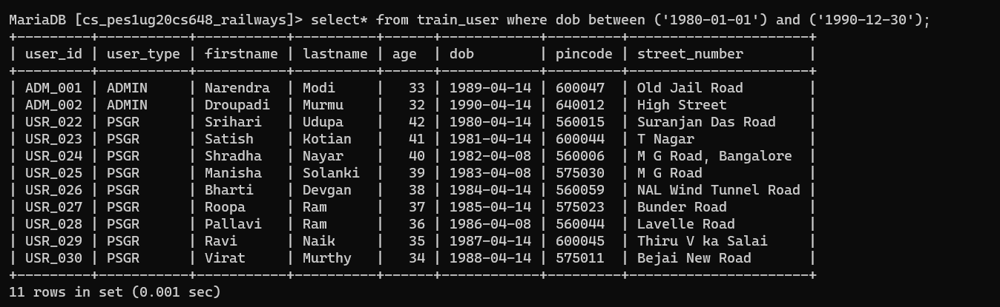 MariaDB [cs_pes1ug20cs648_railways]> select* from train_user where dob between ('1980-01-01') and ('1990-12-30');
+---------+-----------+-----------+----------+------+------------+----------+---------------------+
| user_id | user_type | firstname | lastname | age  | dob        | pincode | street_number        |
+---------+-----------+-----------+----------+------+------------+----------+---------------------+
| ADM_001 | ADMIN     | Narendra  | Modi     |   33 | 1989-04-14 | 600047  | Old Jail Road        |
| ADM_002 | ADMIN     | Droupadi  | Murmu    |   32 | 1990-04-14 | 640012  | High Street          |
| USR_022 | PSGR      | Srihari   | Udupa    |   42 | 1980-04-14 | 560015  | Suranjan Das Road    |
| USR_023 | PSGR      | Satish    | Kotian   |   41 | 1981-04-14 | 600044  | T Nagar              |
| USR_024 | PSGR      | Shradha   | Nayar    |   40 | 1982-04-08 | 560006  | M G Road, Bangalore  |
| USR_025 | PSGR      | Manisha   | Solanki  |   39 | 1983-04-08 | 575030  | M G Road             |
| USR_026 | PSGR      | Bharti    | Devgan   |   38 | 1984-04-14 | 560059  | NAL Wind Tunnel Road |
| USR_027 | PSGR      | Roopa     | Ram      |   37 | 1985-04-14 | 575023  | Bunder Road          |
| USR_028 | PSGR      | Pallavi   | Ram      |   36 | 1986-04-08 | 560044  | Lavelle Road         |
| USR_029 | PSGR      | Ravi      | Naik     |   35 | 1987-04-14 | 600045  | Thiru V ka Salai     |
| USR_030 | PSGR      | Virat     | Murthy   |   34 | 1988-04-14 | 575011  | Bejai New Road       |
+---------+-----------+-----------+----------+------+------------+---------+----------------------+
11 rows in set (0.001 sec)